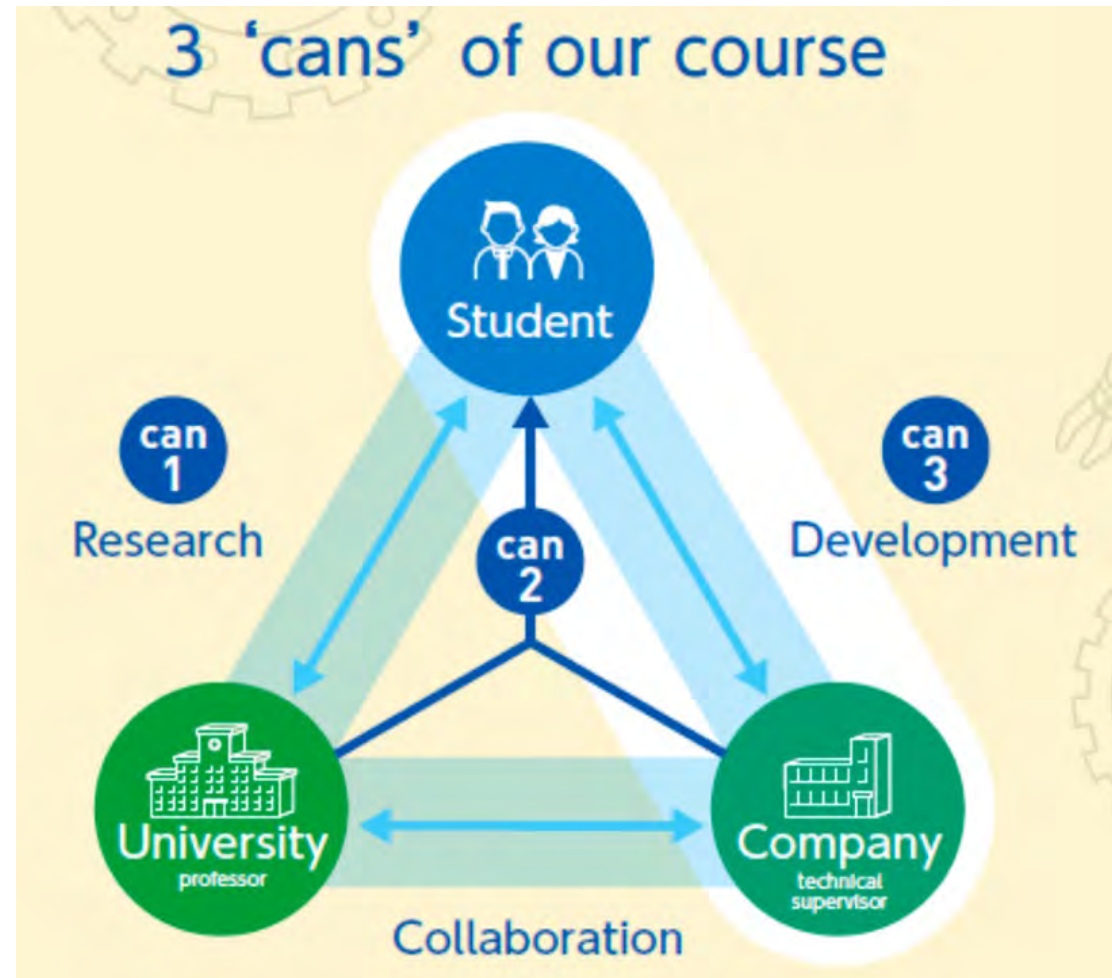 3 ‘cans’ of our course
Student
can
1
Research
can
2
can
3
Development
University
professor
Company
technical
supervisor
Collaboration